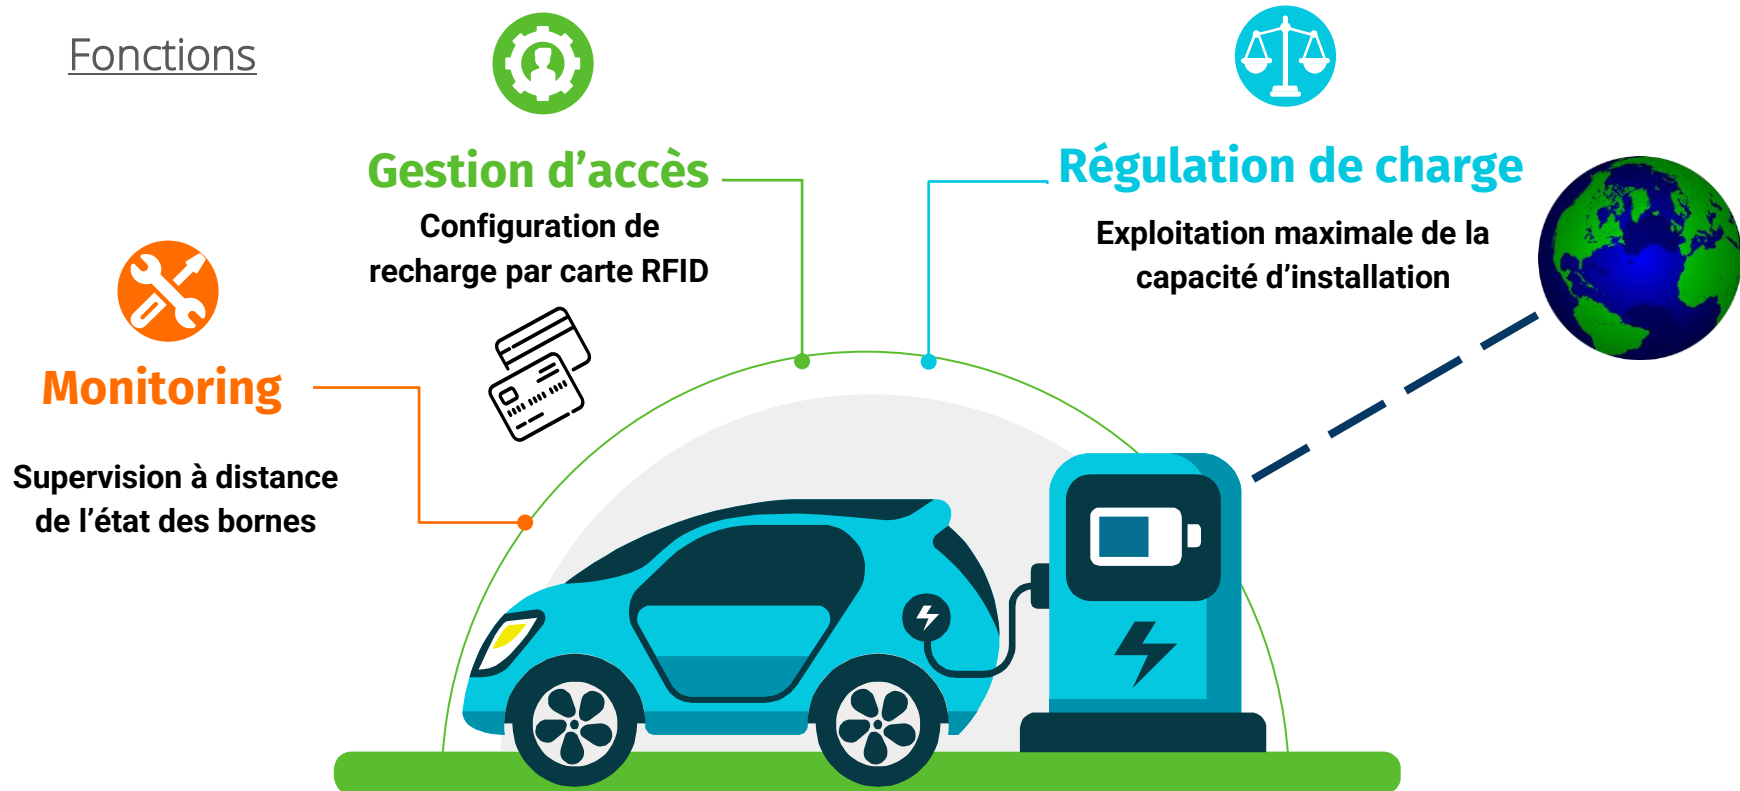 Fonctions
Gestion d’accès
Configuration de
recharge par carte RFID
Régulation de charge
Exploitation maximale de la
capacité d’installation
Monitoring
Supervision à distance
de l’état des bornes